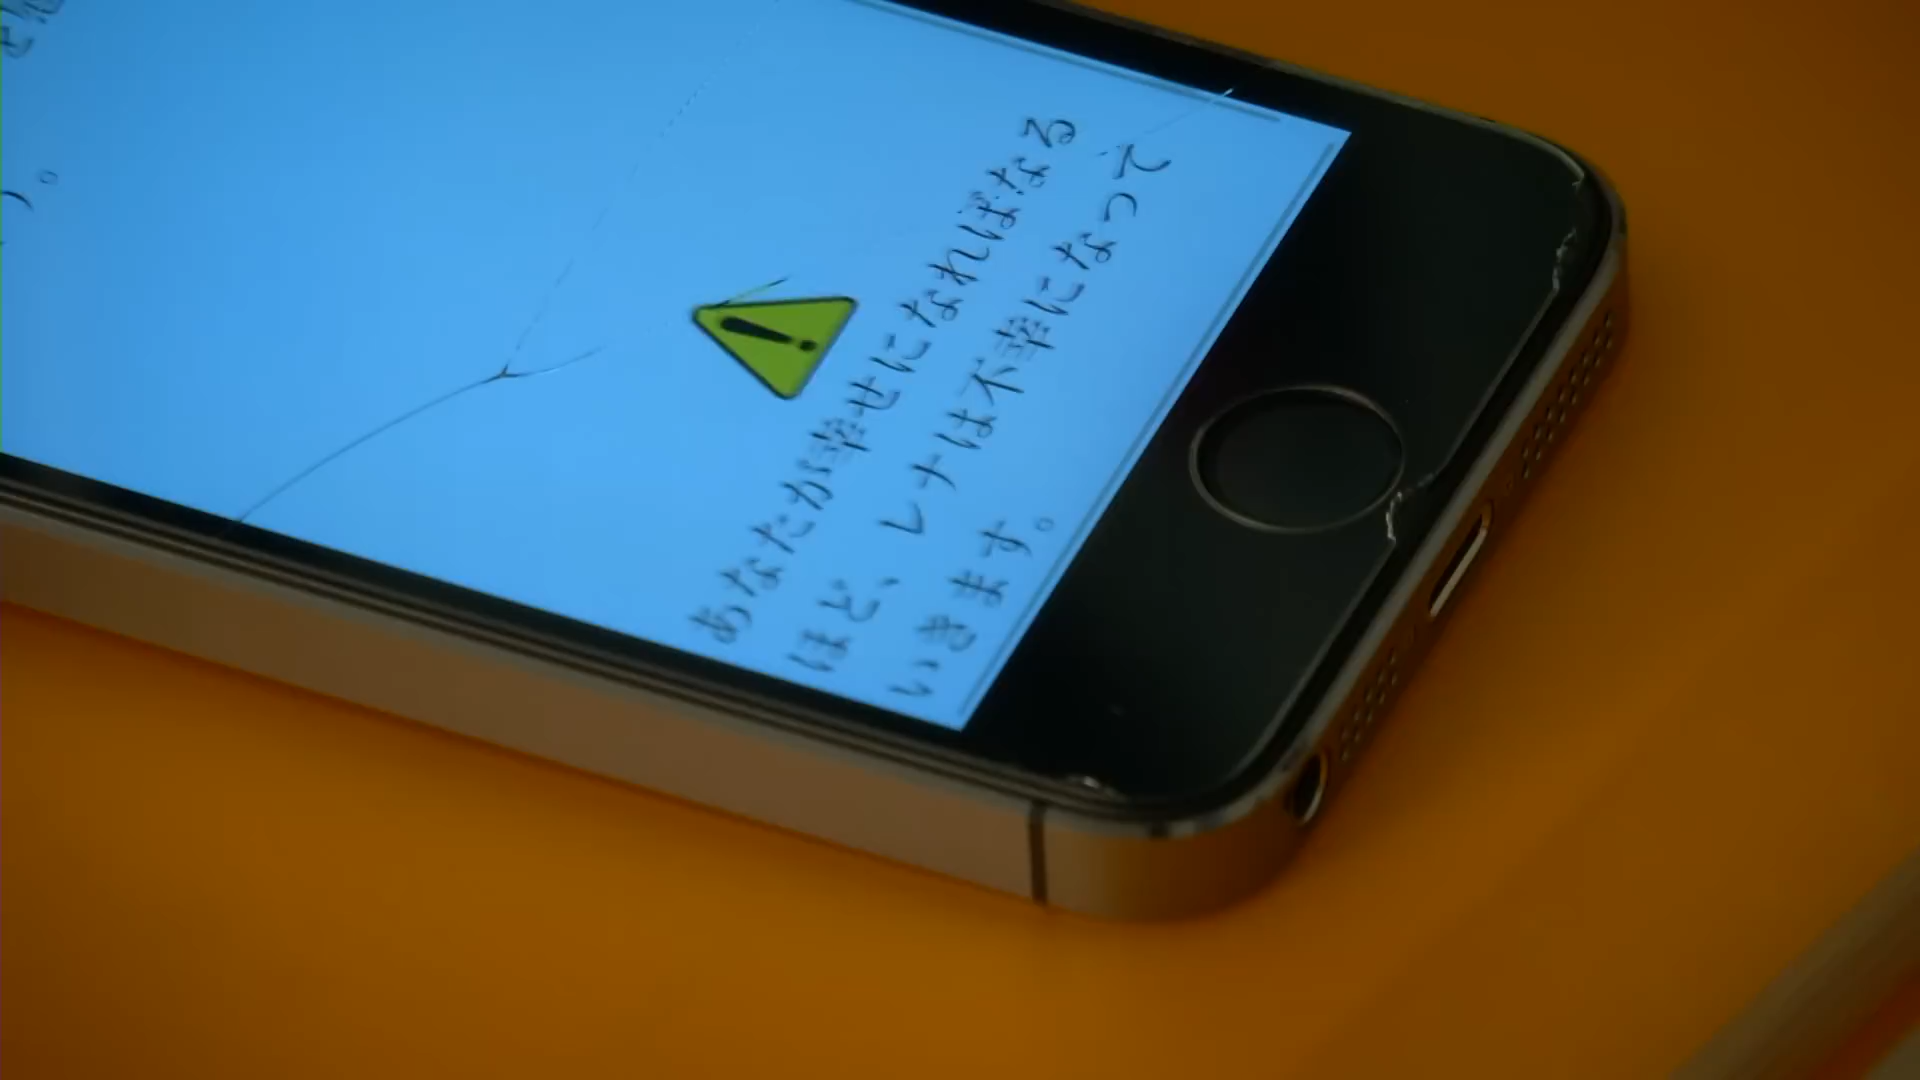 あなたが幸せになればなる
ほど、レナは不幸になって
いきます。